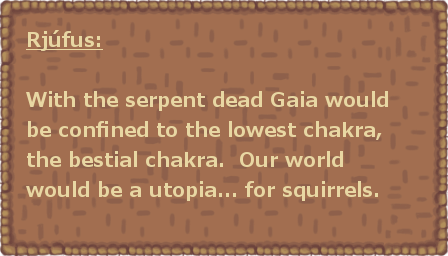 Rjúfus:
With the serpent dead Gaia would
be confined to the lowest chakra,
the bestial chakra.  Our world
would be a utopia... for squirrels.